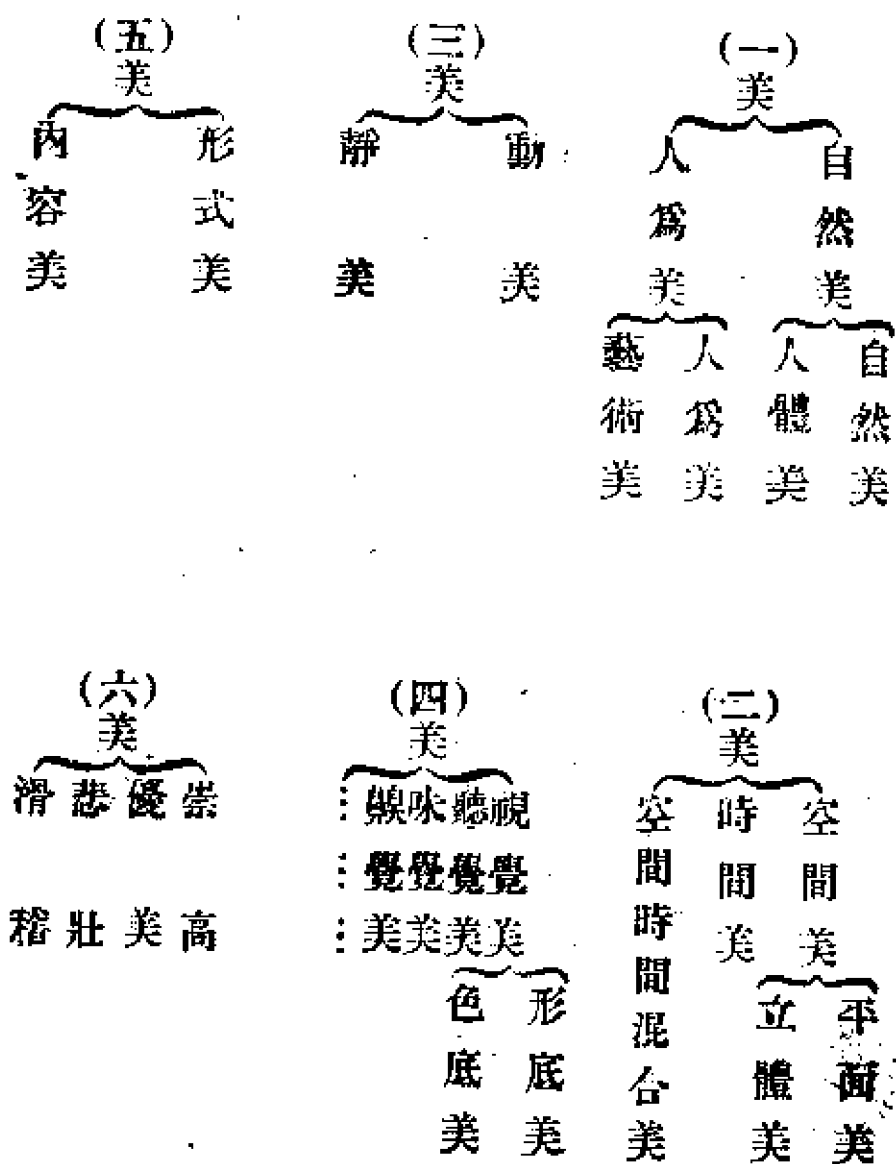 (一)
美
自然美
自然美
人體美
人爲美
人爲美
藝術美
(二)
美
空間美
平面美
立體美
時間美
空間時間混合美
(三)
美
動美
靜美
(四)
美
視覺美
形底美
色底美
聽覺美
味覺美
嗅覺美
……
(五)
美
形式美
內容美
(六)
美
崇高
優美
悲壯
滑稽